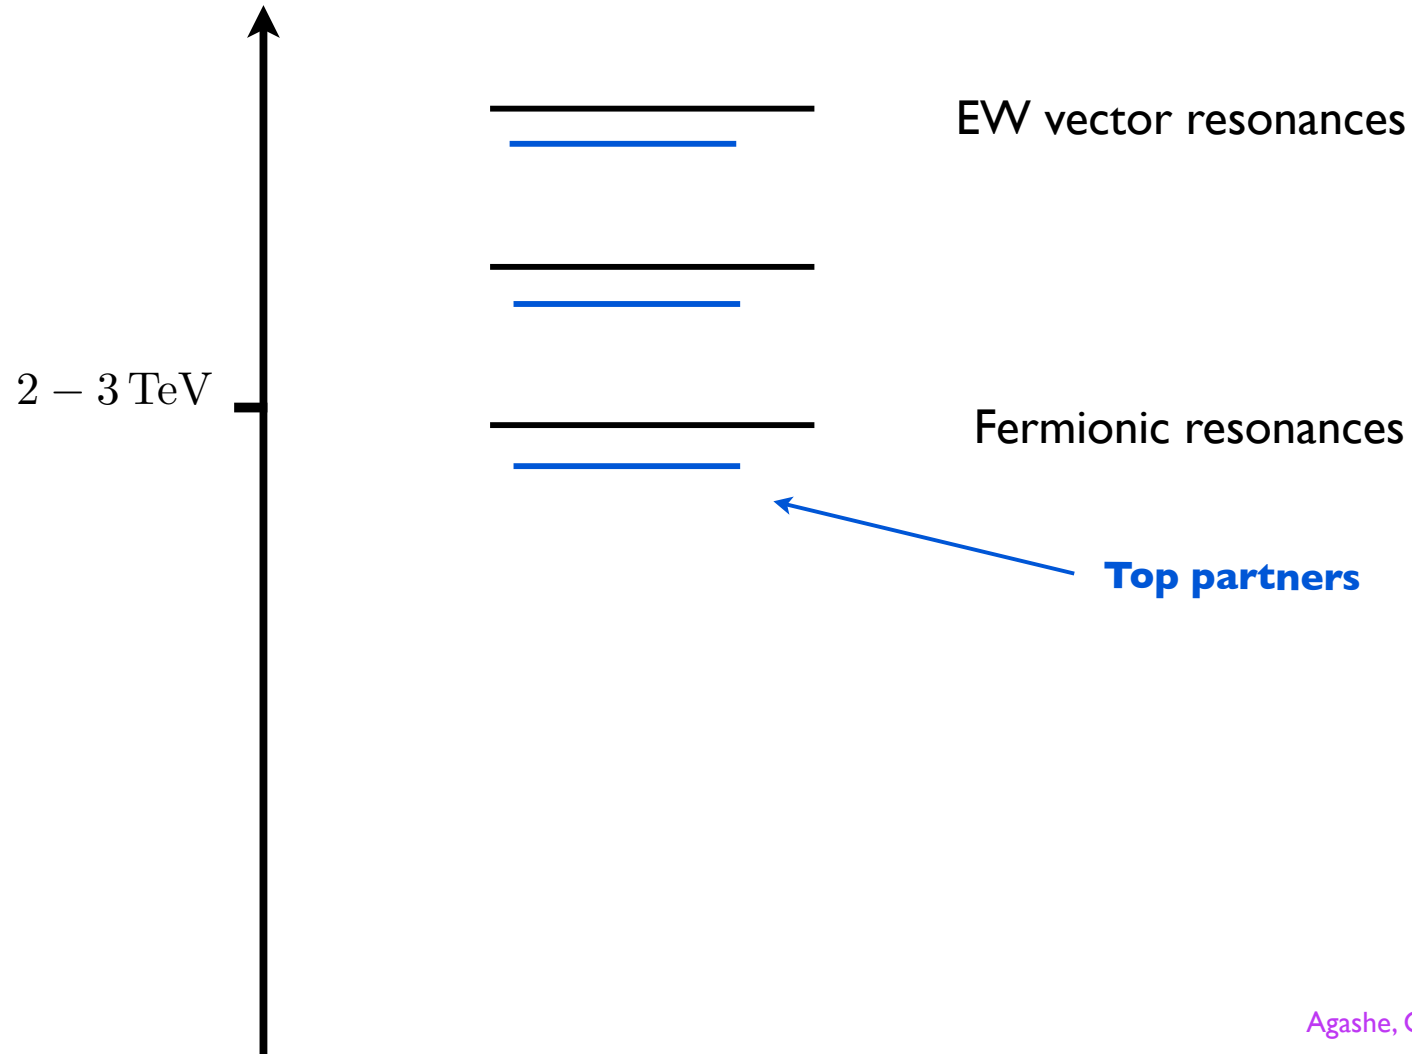 EW vector resonances
2 − 3 TeV
Fermionic resonances
Top partners
Agashe,